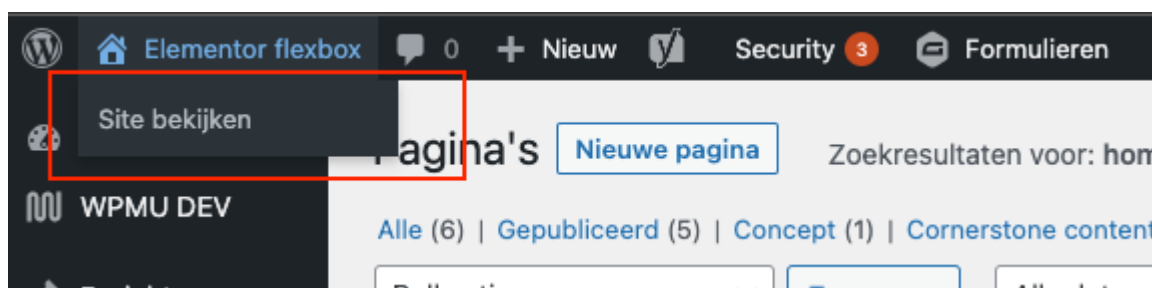 Elementor flexbox 0 + Nieuw Security 3 Formulieren
Site bekijken
Pagina's Nieuwe pagina Zoekresultaten voor: hom
WPMU DEV
Alle (6) | Gepubliceerd (5) | Concept (1) | Cornerstone content